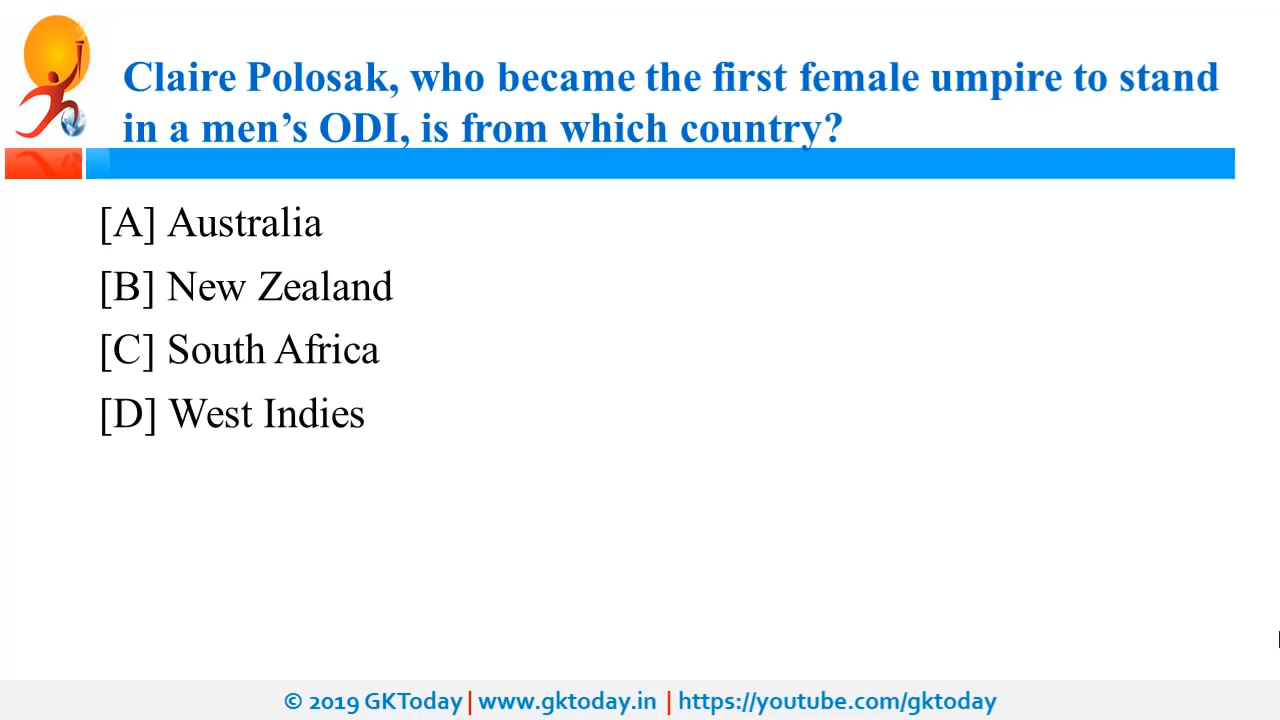 Claire Polosak, who became the first female umpire to stand
in a men’s ODI, is from which country?
[A] Australia
[B] New Zealand
[C] South Africa
[D] West Indies
© 2019 GKToday | www.gktoday.in | https://youtube.com/gktoday